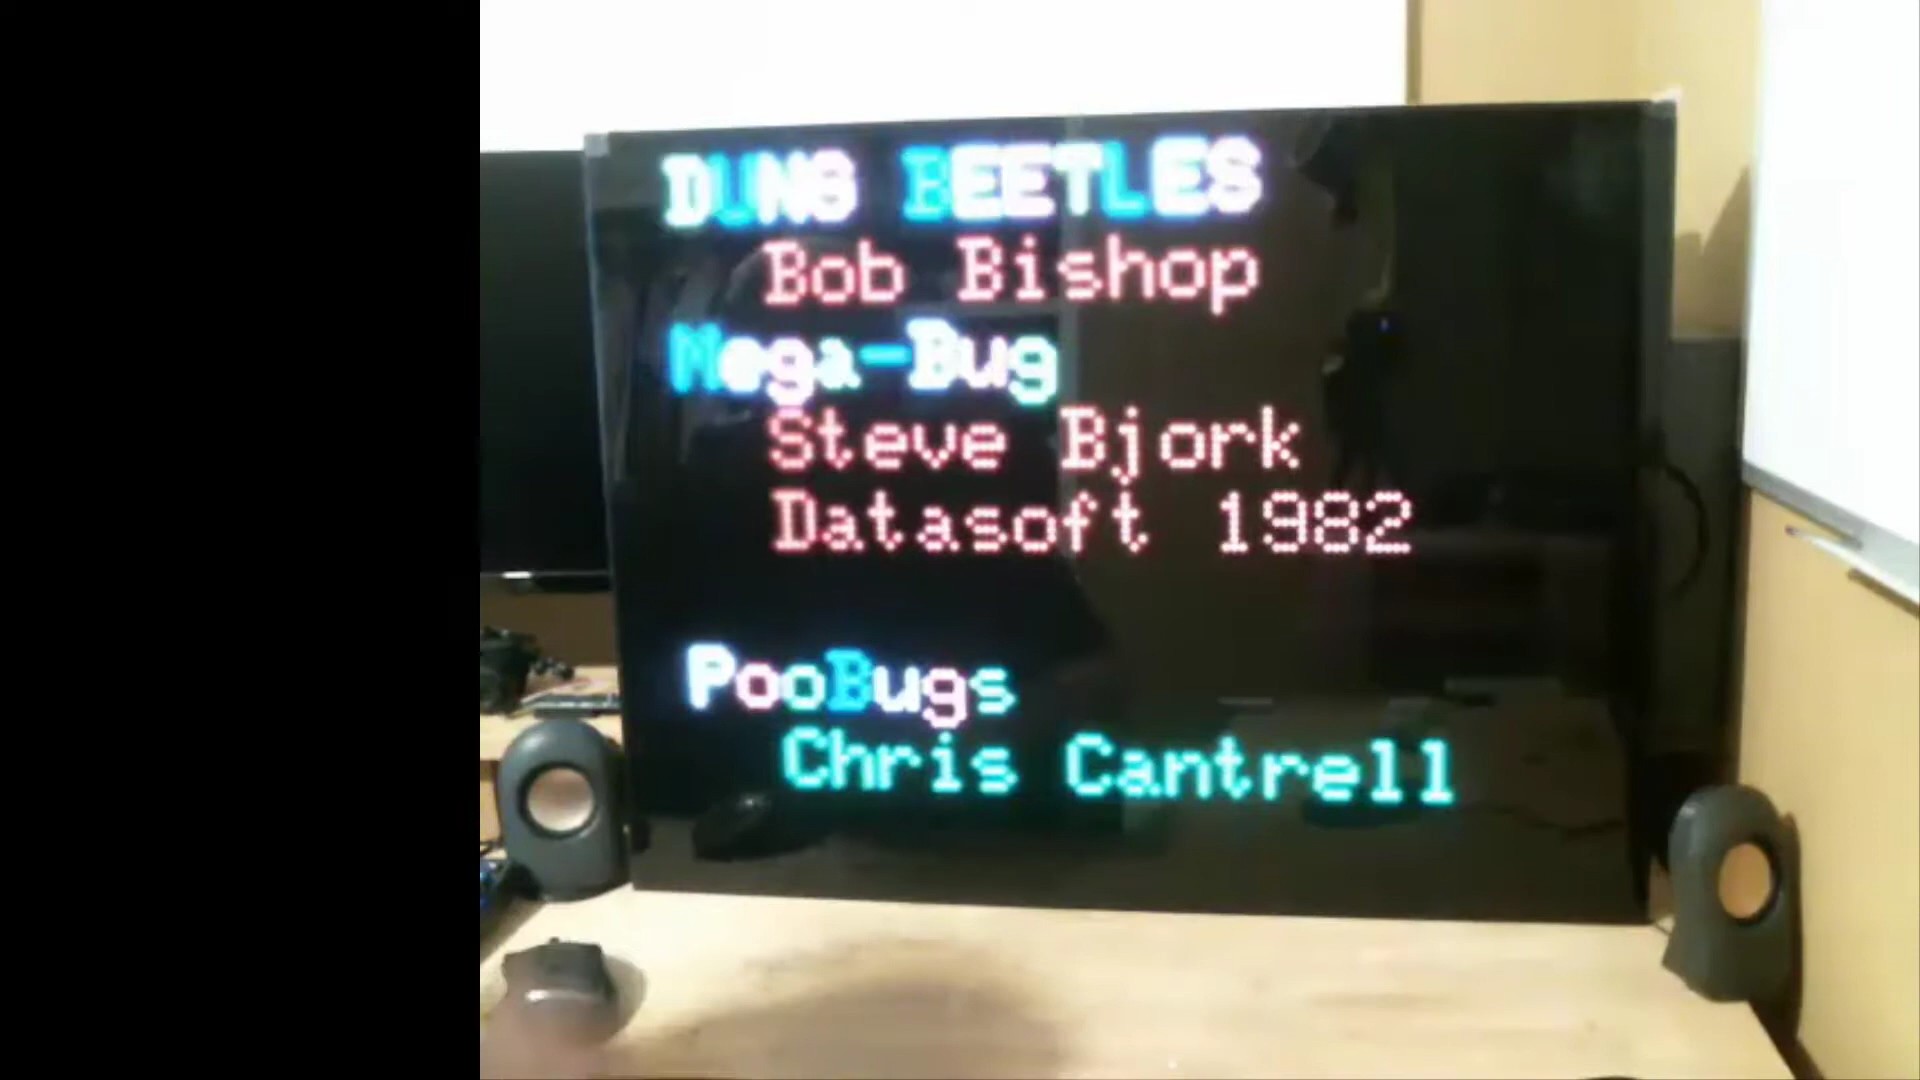 DUNG BEETLES
Bob Bishop
Mega-Bug
Steve Bjork
Datasoft 1982
PooBugs
Chris Cantrell